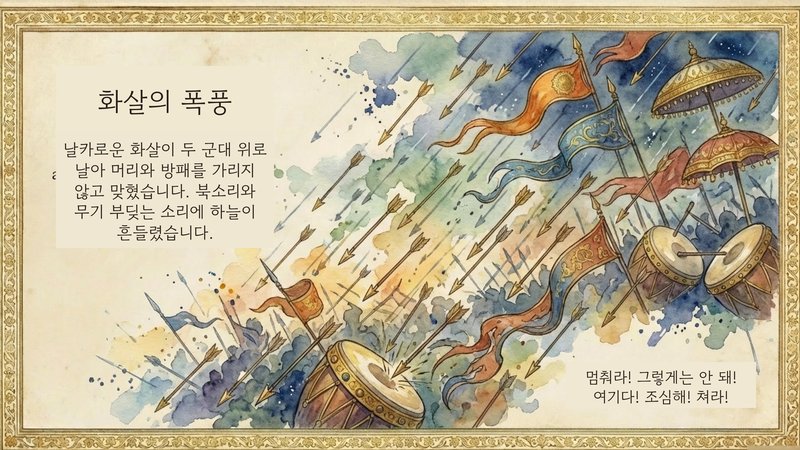 화살의 폭풍
날카로운 화살이 두 군대 위로
날아 머리와 방패를 가리지
않고 맞혔습니다. 북소리와
무기 부딪는 소리에 하늘이
흔들렸습니다.
멈춰라! 그렇게는 안 돼!
여기다! 조심해! 쳐라!